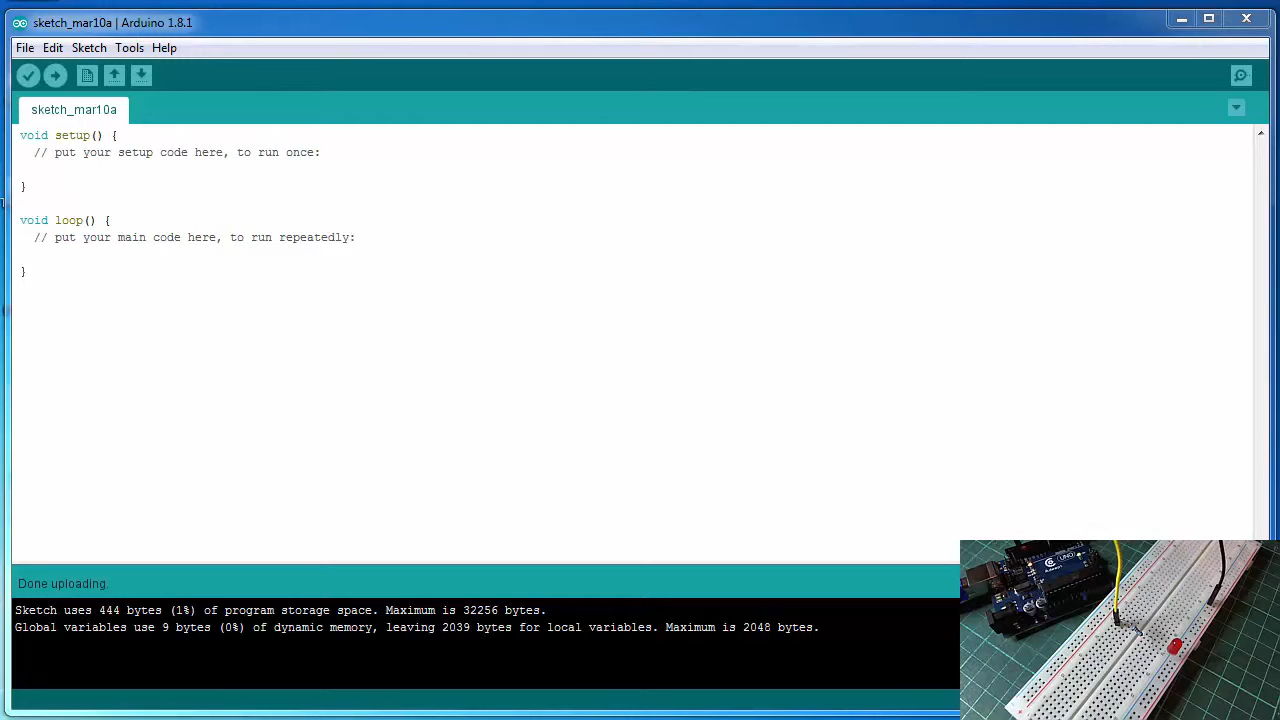 sketch_mar10a | Arduino 1.8.1
File Edit Sketch Tools Help
sketch_mar10a
void setup() {
// put your setup code here, to run once:
}
void loop() {
// put your main code here, to run repeatedly:
}
Done uploading.
Sketch uses 444 bytes (1%) of program storage space. Maximum is 32256 bytes.
Global variables use 9 bytes (0%) of dynamic memory, leaving 2039 bytes for local variables. Maximum is 2048 bytes.
UNO